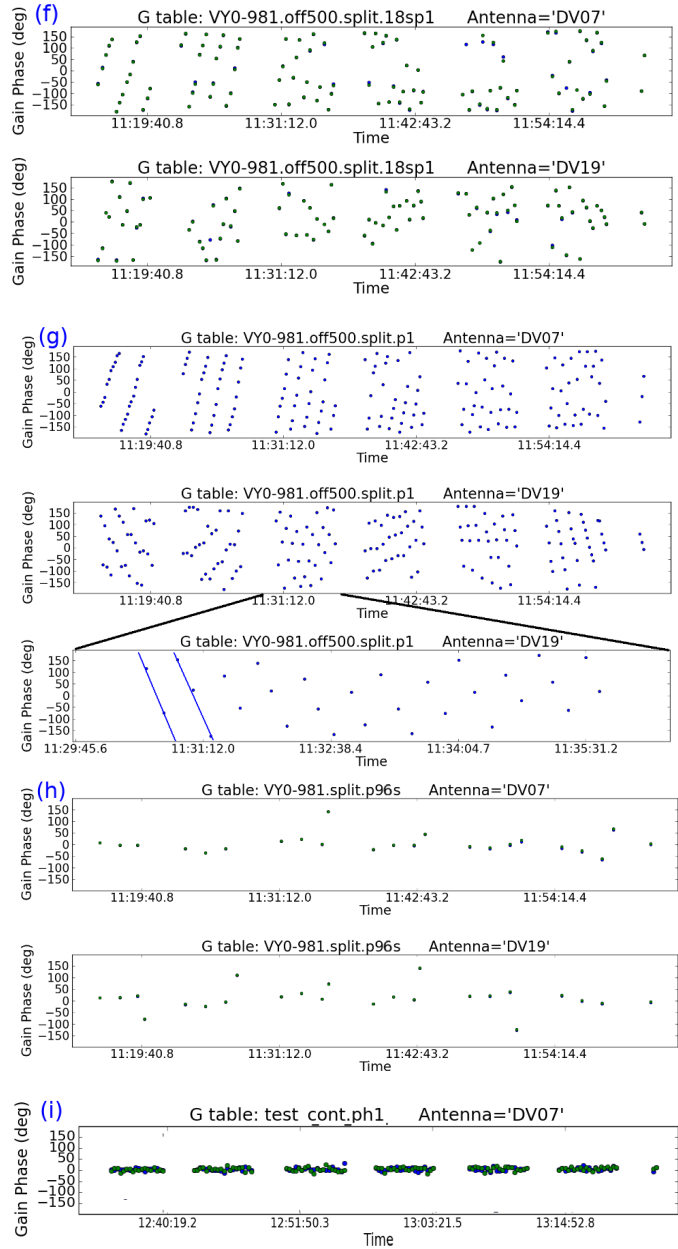 (f)
G table: VY0-981.off500.split.18sp1 Antenna='DV07'
Gain Phase (deg)
150
100
50
0
−50
−100
−150
11:19:40.8 11:31:12.0 11:42:43.2 11:54:14.4
Time
G table: VY0-981.off500.split.18sp1 Antenna='DV19'
Gain Phase (deg)
150
100
50
0
−50
−100
−150
11:19:40.8 11:31:12.0 11:42:43.2 11:54:14.4
Time
(g)
G table: VY0-981.off500.split.p1 Antenna='DV07'
Gain Phase (deg)
150
100
50
0
−50
−100
−150
11:19:40.8 11:31:12.0 11:42:43.2 11:54:14.4
Time
G table: VY0-981.off500.split.p1 Antenna='DV19'
Gain Phase (deg)
150
100
50
0
−50
−100
−150
11:19:40.8 11:31:12.0 11:42:43.2 11:54:14.4
Time
G table: VY0-981.off500.split.p1 Antenna='DV19'
Gain Phase (deg)
150
100
50
0
−50
−100
−150
11:29:45.6 11:31:12.0 11:32:38.4 11:34:04.7 11:35:31.2
Time
(h)
G table: VY0-981.split.p96s Antenna='DV07'
Gain Phase (deg)
150
100
50
0
−50
−100
−150
11:19:40.8 11:31:12.0 11:42:43.2 11:54:14.4
Time
G table: VY0-981.split.p96s Antenna='DV19'
Gain Phase (deg)
150
100
50
0
−50
−100
−150
11:19:40.8 11:31:12.0 11:42:43.2 11:54:14.4
Time
(i)
G table: test_cont.ph1 Antenna='DV07'
Gain Phase (deg)
150
100
50
0
−50
−100
−150
12:40:19.2 12:51:50.3 13:03:21.5 13:14:52.8
Time